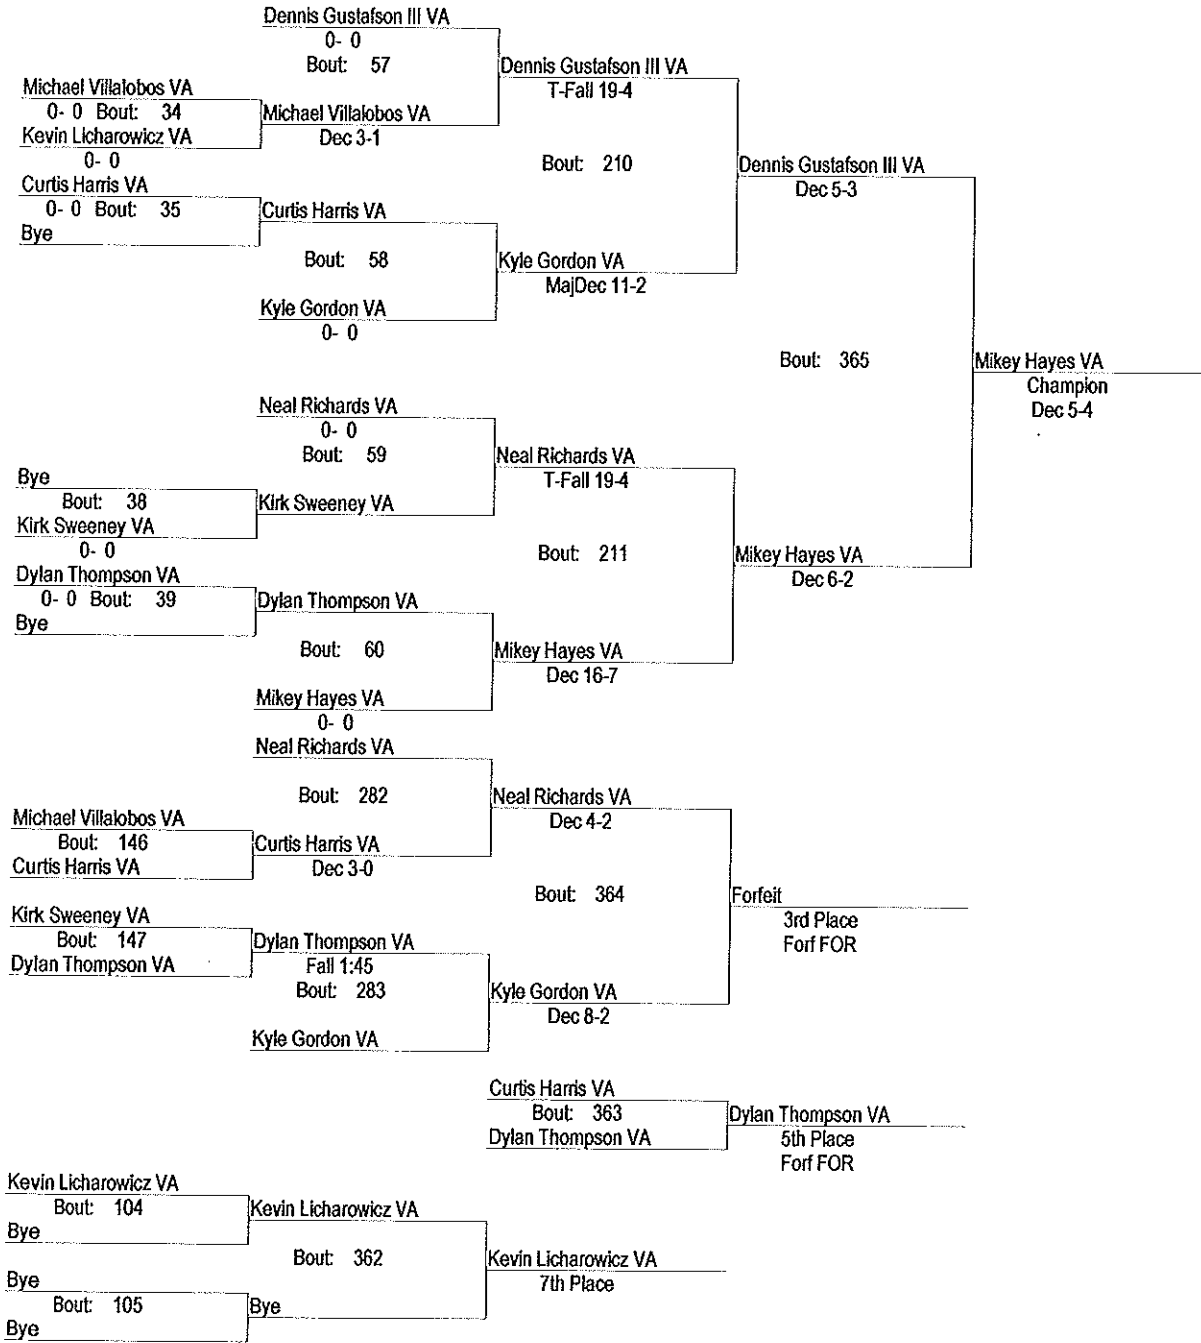 Dennis Gustafson III VA
0- 0
Bout: 57
Dennis Gustafson III VA
T-Fall 19-4
Michael Villalobos VA
0- 0 Bout: 34
Michael Villalobos VA
Dec 3-1
Kevin Licharowicz VA
0- 0
Bout: 210
Dennis Gustafson III VA
Dec 5-3
Curtis Harris VA
0- 0 Bout: 35
Curtis Harris VA
Bye
Bout: 58
Kyle Gordon VA
MajDec 11-2
Kyle Gordon VA
0- 0
Bout: 365
Mikey Hayes VA
Champion
Dec 5-4
Neal Richards VA
0- 0
Bout: 59
Neal Richards VA
T-Fall 19-4
Bye
Bout: 38
Kirk Sweeney VA
Kirk Sweeney VA
0- 0
Bout: 211
Mikey Hayes VA
Dec 6-2
Dylan Thompson VA
0- 0 Bout: 39
Dylan Thompson VA
Bye
Bout: 60
Mikey Hayes VA
Dec 16-7
Mikey Hayes VA
0- 0
Neal Richards VA
Bout: 282
Neal Richards VA
Dec 4-2
Michael Villalobos VA
Bout: 146
Curtis Harris VA
Dec 3-0
Curtis Harris VA
Bout: 364
Forfeit
3rd Place
Forf FOR
Kirk Sweeney VA
Bout: 147
Dylan Thompson VA
Fall 1:45
Dylan Thompson VA
Bout: 283
Kyle Gordon VA
Dec 8-2
Kyle Gordon VA
Curtis Harris VA
Bout: 363
Dylan Thompson VA
5th Place
Forf FOR
Dylan Thompson VA
Kevin Licharowicz VA
Bout: 104
Kevin Licharowicz VA
Bye
Bout: 362
Kevin Licharowicz VA
7th Place
Bye
Bout: 105
Bye
Bye